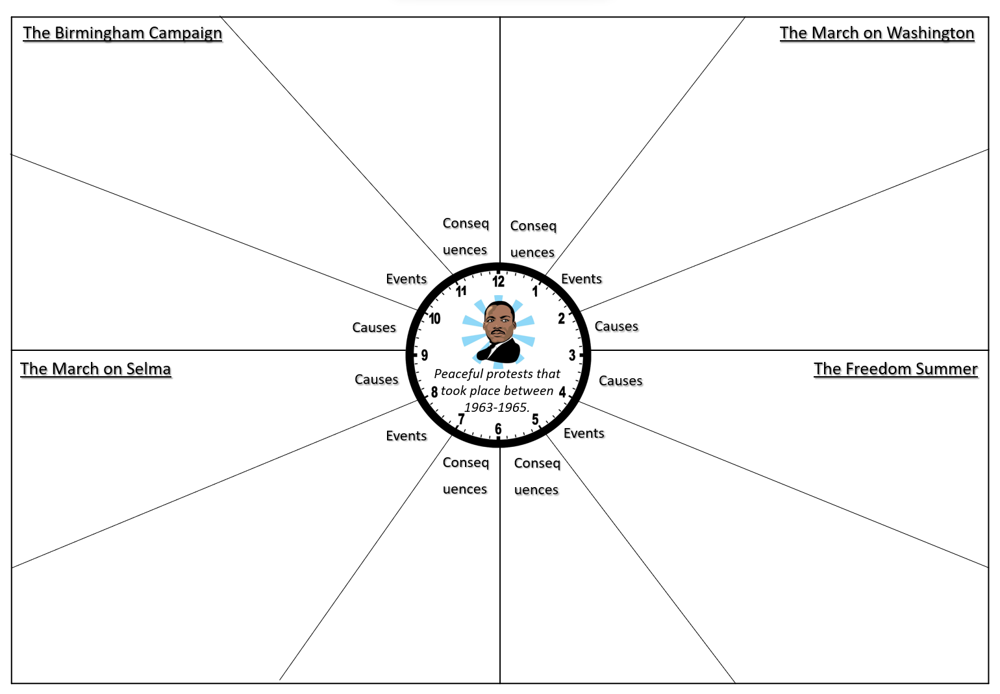 The Birmingham Campaign
The March on Washington
Conseq
uences
Conseq
uences
Events
Events
Causes
Causes
12
11
1
10
2
9
3
8
4
7
5
6
Peaceful protests that
took place between
1963-1965.
The March on Selma
The Freedom Summer
Causes
Causes
Events
Events
Conseq
uences
Conseq
uences